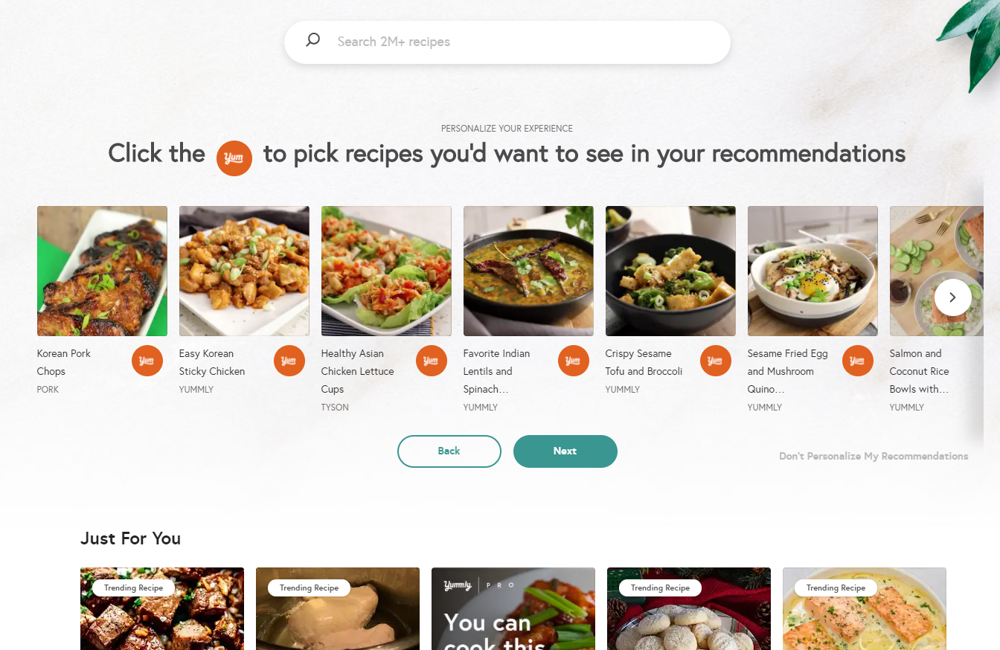 Search 2M+ recipes
PERSONALIZE YOUR EXPERIENCE
Click the Yum to pick recipes you'd want to see in your recommendations
Korean Pork
Chops
PORK
Yum
Easy Korean
Sticky Chicken
YUMMLY
Yum
Healthy Asian
Chicken Lettuce
Cups
TYSON
Yum
Favorite Indian
Lentils and
Spinach...
YUMMLY
Yum
Crispy Sesame
Tofu and Broccoli
YUMMLY
Yum
Sesame Fried Egg
and Mushroom
Quino...
YUMMLY
Yum
Salmon and
Coconut Rice
Bowls with...
YUMMLY
Back
Next
Don't Personalize My Recommendations
Just For You
Trending Recipe
Trending Recipe
Yummly PRO
You can
cook this
Trending Recipe
Trending Recipe